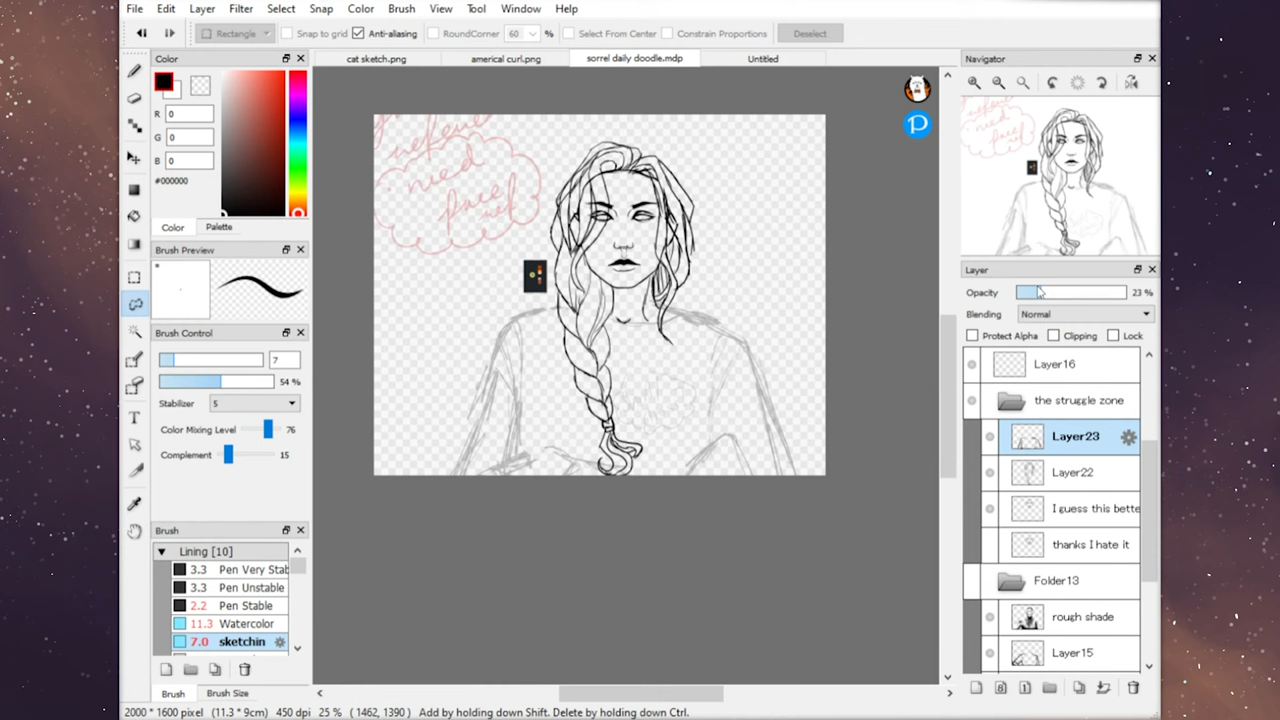 File Edit Layer Filter Select Snap Color Brush View Tool Window Help
Rectangle Snap to grid Anti-aliasing RoundCorner 60 % Select From Center Constrain Proportions Deselect
Color
cat sketch.png americal curl.png sorrel daily doodle.mdp Untitled
Navigator
R 0
G 0
B 0
#000000
Color Palette
Brush Preview
need
face
need
face
ref
Layer
Opacity 23 %
Blending Normal
Protect Alpha Clipping Lock
Brush Control
7
54 %
Stabilizer 5
Color Mixing Level 76
Complement 15
Layer16
the struggle zone
Layer23
Layer22
I guess this bette
thanks I hate it
Folder13
rough shade
Layer15
Brush
Lining [10]
3.3 Pen Very Stab
3.3 Pen Unstable
2.2 Pen Stable
11.3 Watercolor
7.0 sketchin
Brush Brush Size
2000 * 1600 pixel (11.3 * 9cm) 450 dpi 25 % ( 1462, 1390 ) Add by holding down Shift. Delete by holding down Ctrl.